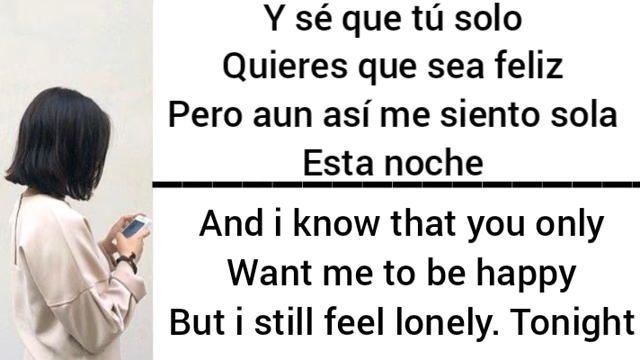 Y sé que tú solo
Quieres que sea feliz
Pero aun así me siento sola
Esta noche
And i know that you only
Want me to be happy
But i still feel lonely. Tonight